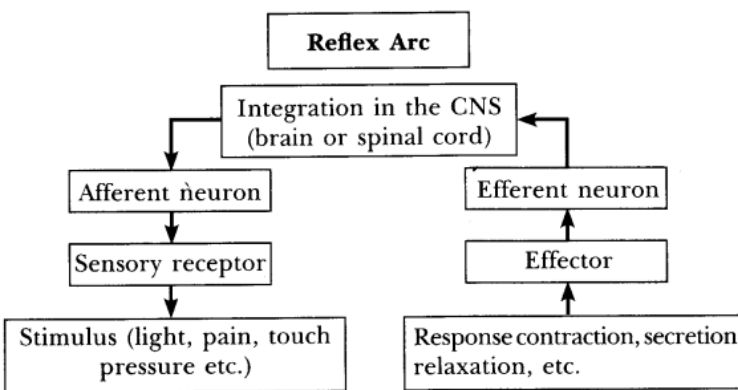 Reflex Arc
Integration in the CNS
(brain or spinal cord)
Afferent neuron
Efferent neuron
Sensory receptor
Effector
Stimulus (light, pain, touch
pressure etc.)
Response contraction, secretion
relaxation, etc.